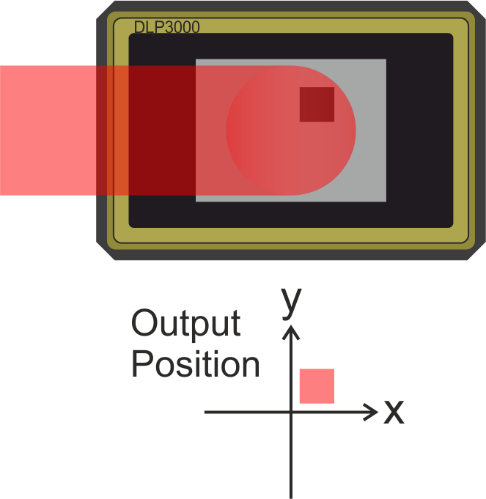 DLP3000
y
Output
Position
x